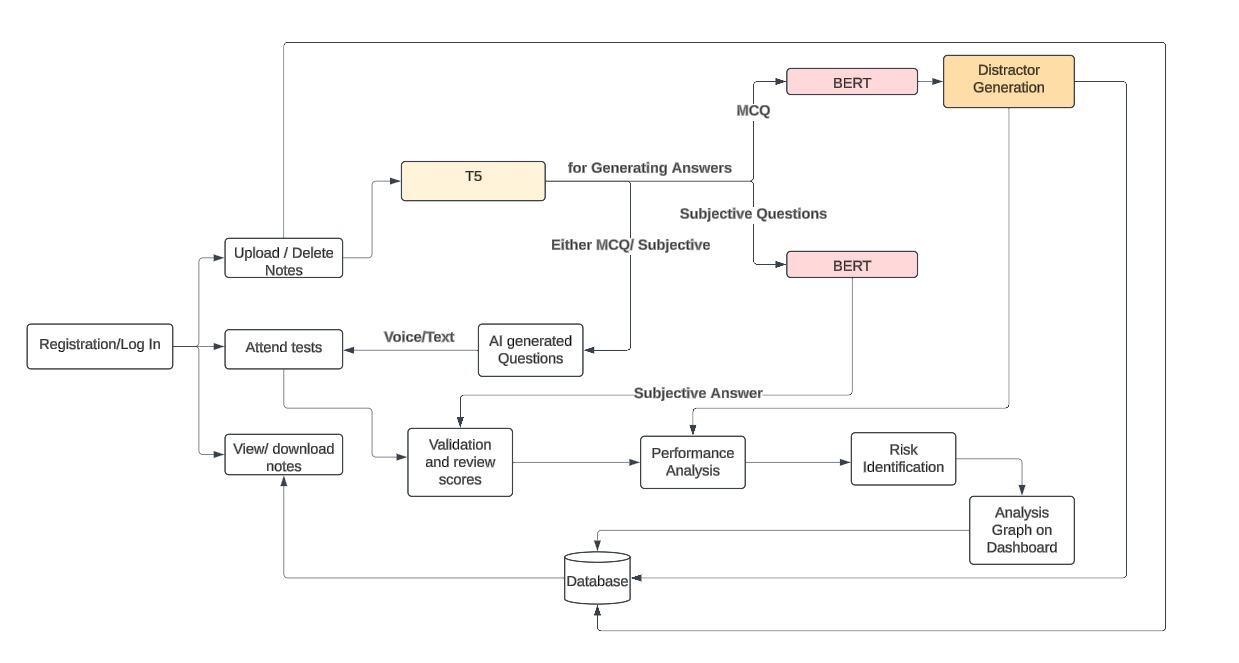 Distractor
Generation
BERT
MCQ
for Generating Answers
T5
Subjective Questions
Either MCQ/ Subjective
Upload / Delete
Notes
BERT
Registration/Log In
Attend tests
Voice/Text
AI generated
Questions
Subjective Answer
View/ download
notes
Validation
and review
scores
Performance
Analysis
Risk
Identification
Analysis
Graph on
Dashboard
Database